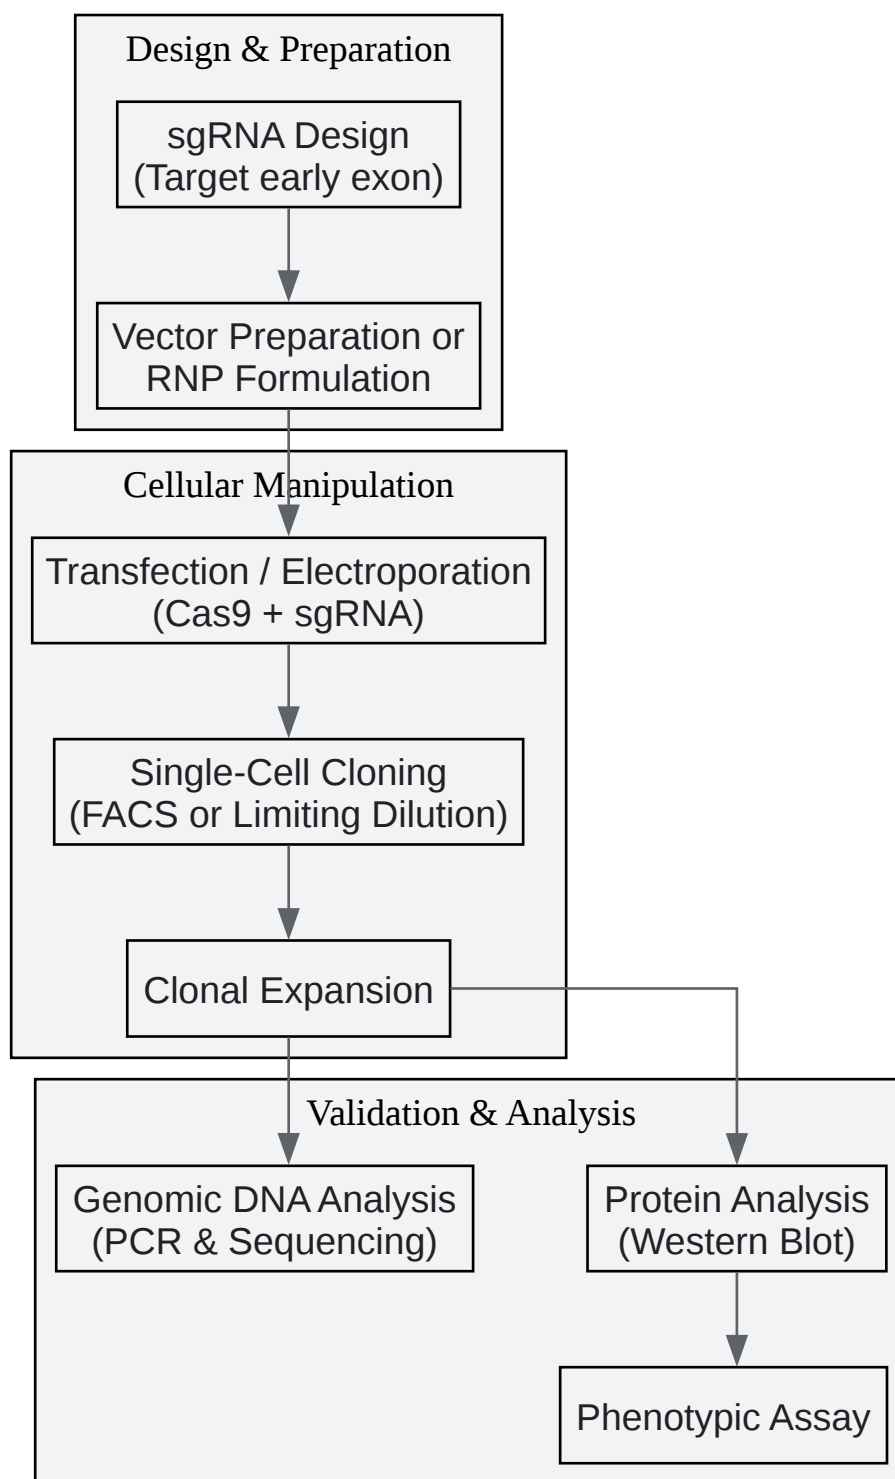 Design & Preparation
sgRNA Design
(Target early exon)
Vector Preparation or
RNP Formulation
Cellular Manipulation
Transfection / Electroporation
(Cas9 + sgRNA)
Single-Cell Cloning
(FACS or Limiting Dilution)
Clonal Expansion
Validation & Analysis
Genomic DNA Analysis
(PCR & Sequencing)
Protein Analysis
(Western Blot)
Phenotypic Assay